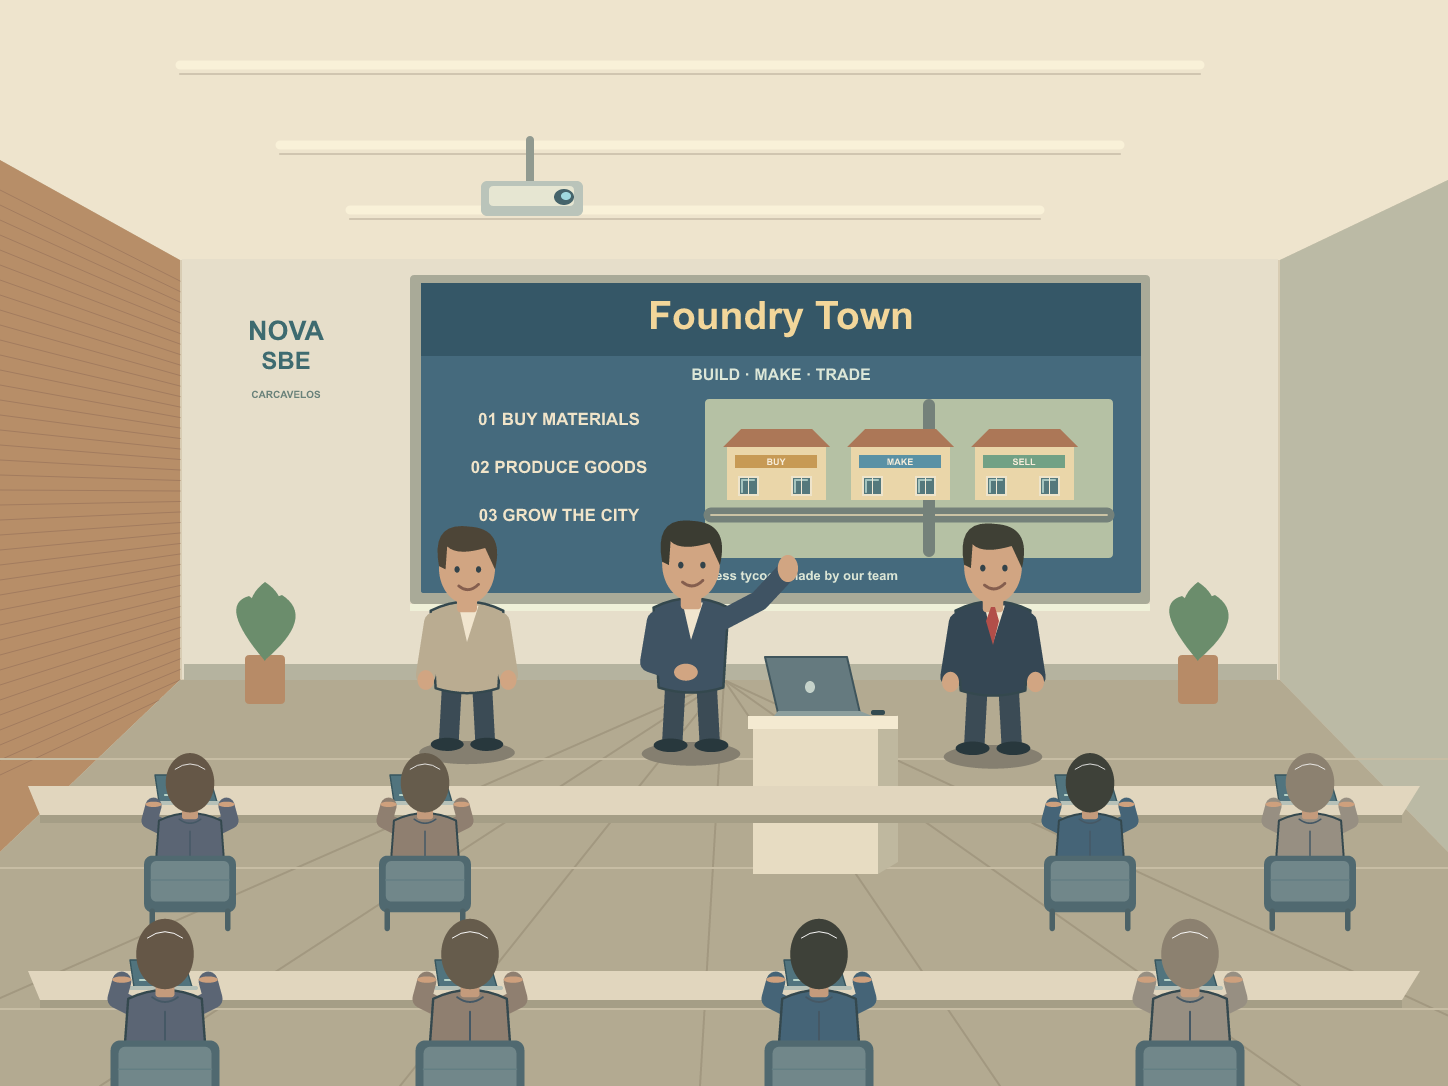 NOVA
SBE
CARCAVELOS
Foundry Town
BUILD · MAKE · TRADE
01 BUY MATERIALS
02 PRODUCE GOODS
03 GROW THE CITY
BUY
MAKE
SELL
by our team